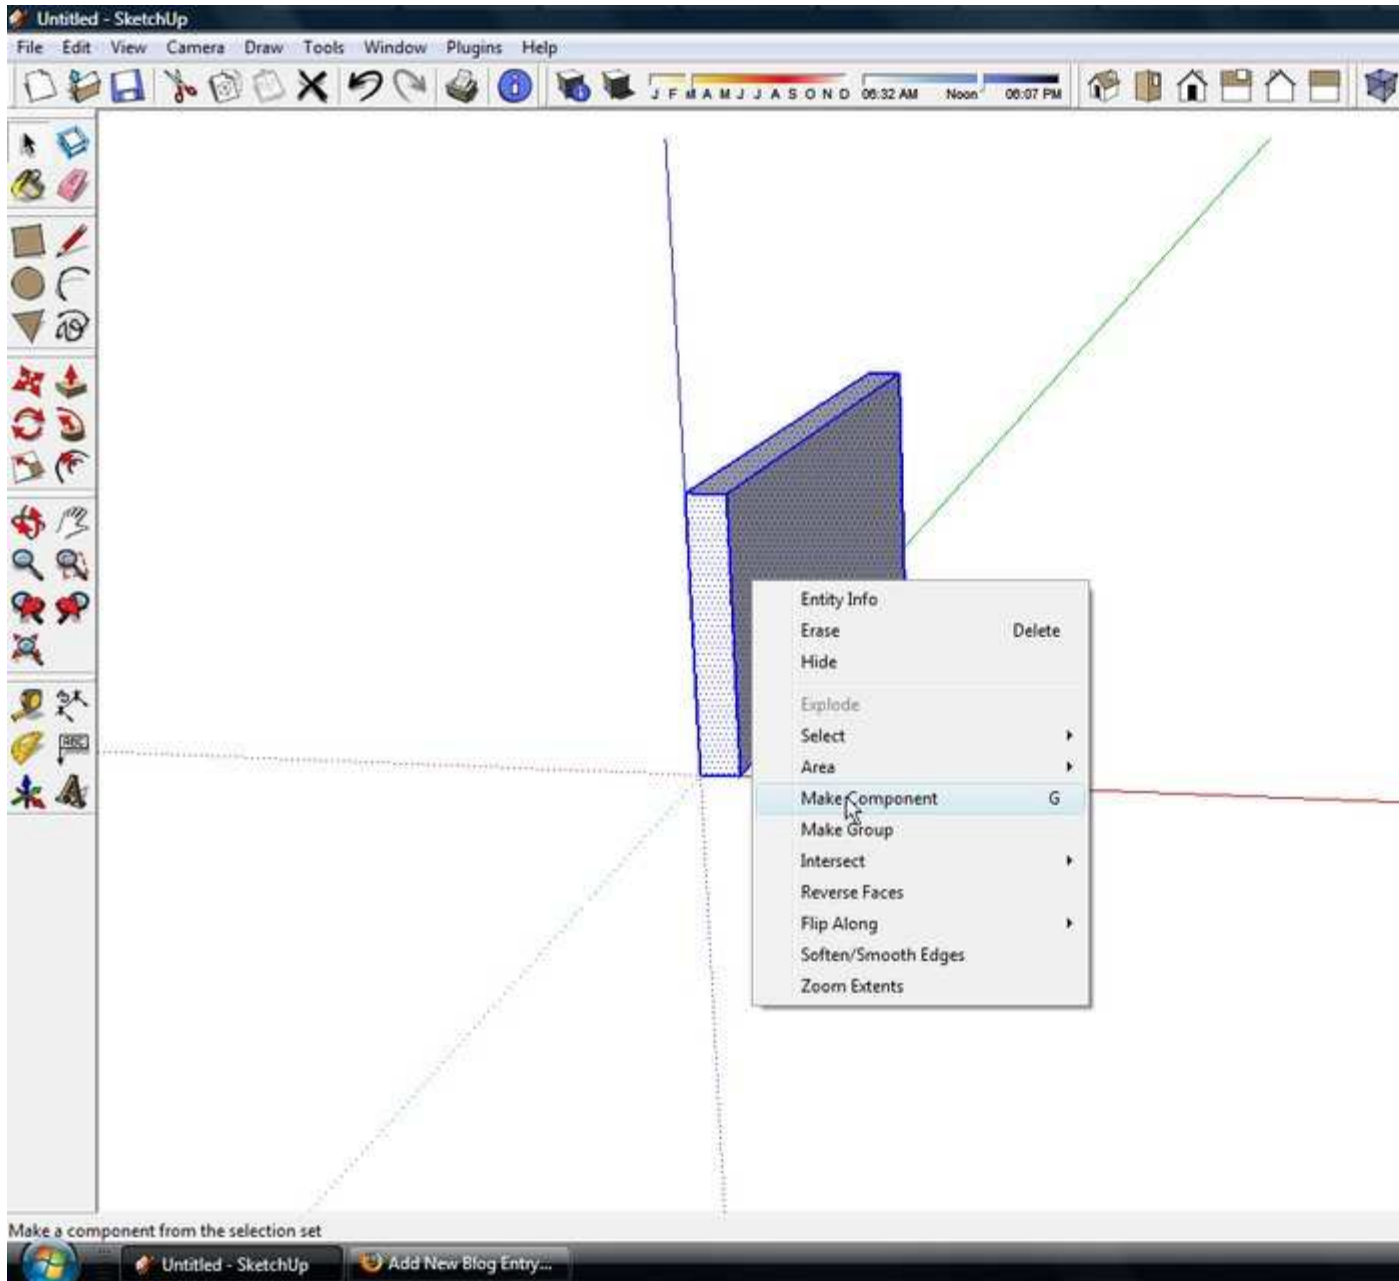 Untitled - SketchUp
File Edit View Camera Draw Tools Window Plugins Help
J F M A M J J A S O N D 06:32 AM Noon 06:07 PM
ABC
Entity Info
Erase Delete
Hide
Explode
Select
Area
Make Component G
Make Group
Intersect
Reverse Faces
Flip Along
Soften/Smooth Edges
Zoom Extents
Make a component from the selection set
Untitled - SketchUp Add New Blog Entry...